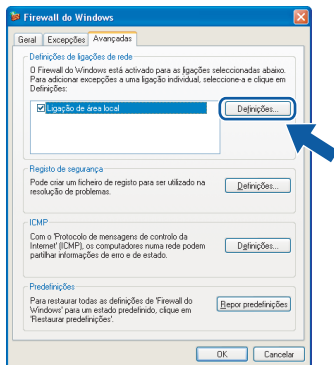 Firewall do Windows
Geral Excepções Avançadas
Definições de ligações de rede
O Firewall do Windows está activado para as ligações seleccionadas abaixo.
Para adicionar excepções a uma ligação individual, seleccione-a e clique em
Definições:
Ligação de área local
Definições...
Registo de segurança
Pode criar um ficheiro de registo para ser utilizado na
resolução de problemas.
Definições...
ICMP
Com o 'Protocolo de mensagens de controlo da
Internet' (ICMP), os computadores numa rede podem
partilhar informações de erro e de estado.
Definições...
Predefinições
Para restaurar todas as definições de 'Firewall do
Windows' para um estado predefinido, clique em
'Restaurar predefinições'.
Repor predefinições
OK Cancelar